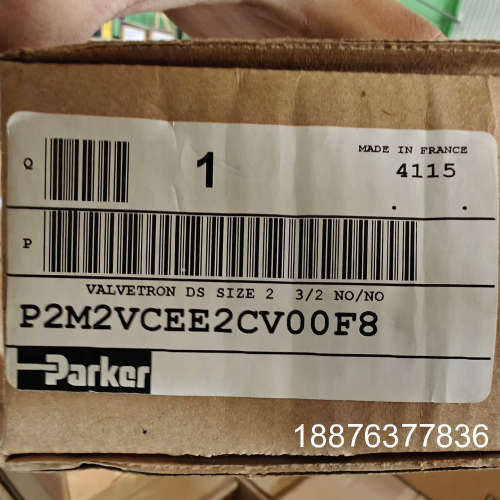 Q 1 MADE IN FRANCE
4115
P
VALVETRON DS SIZE 2 3/2 NO/NO
P2M2VCEE2CV00F8
Parker
18876377836